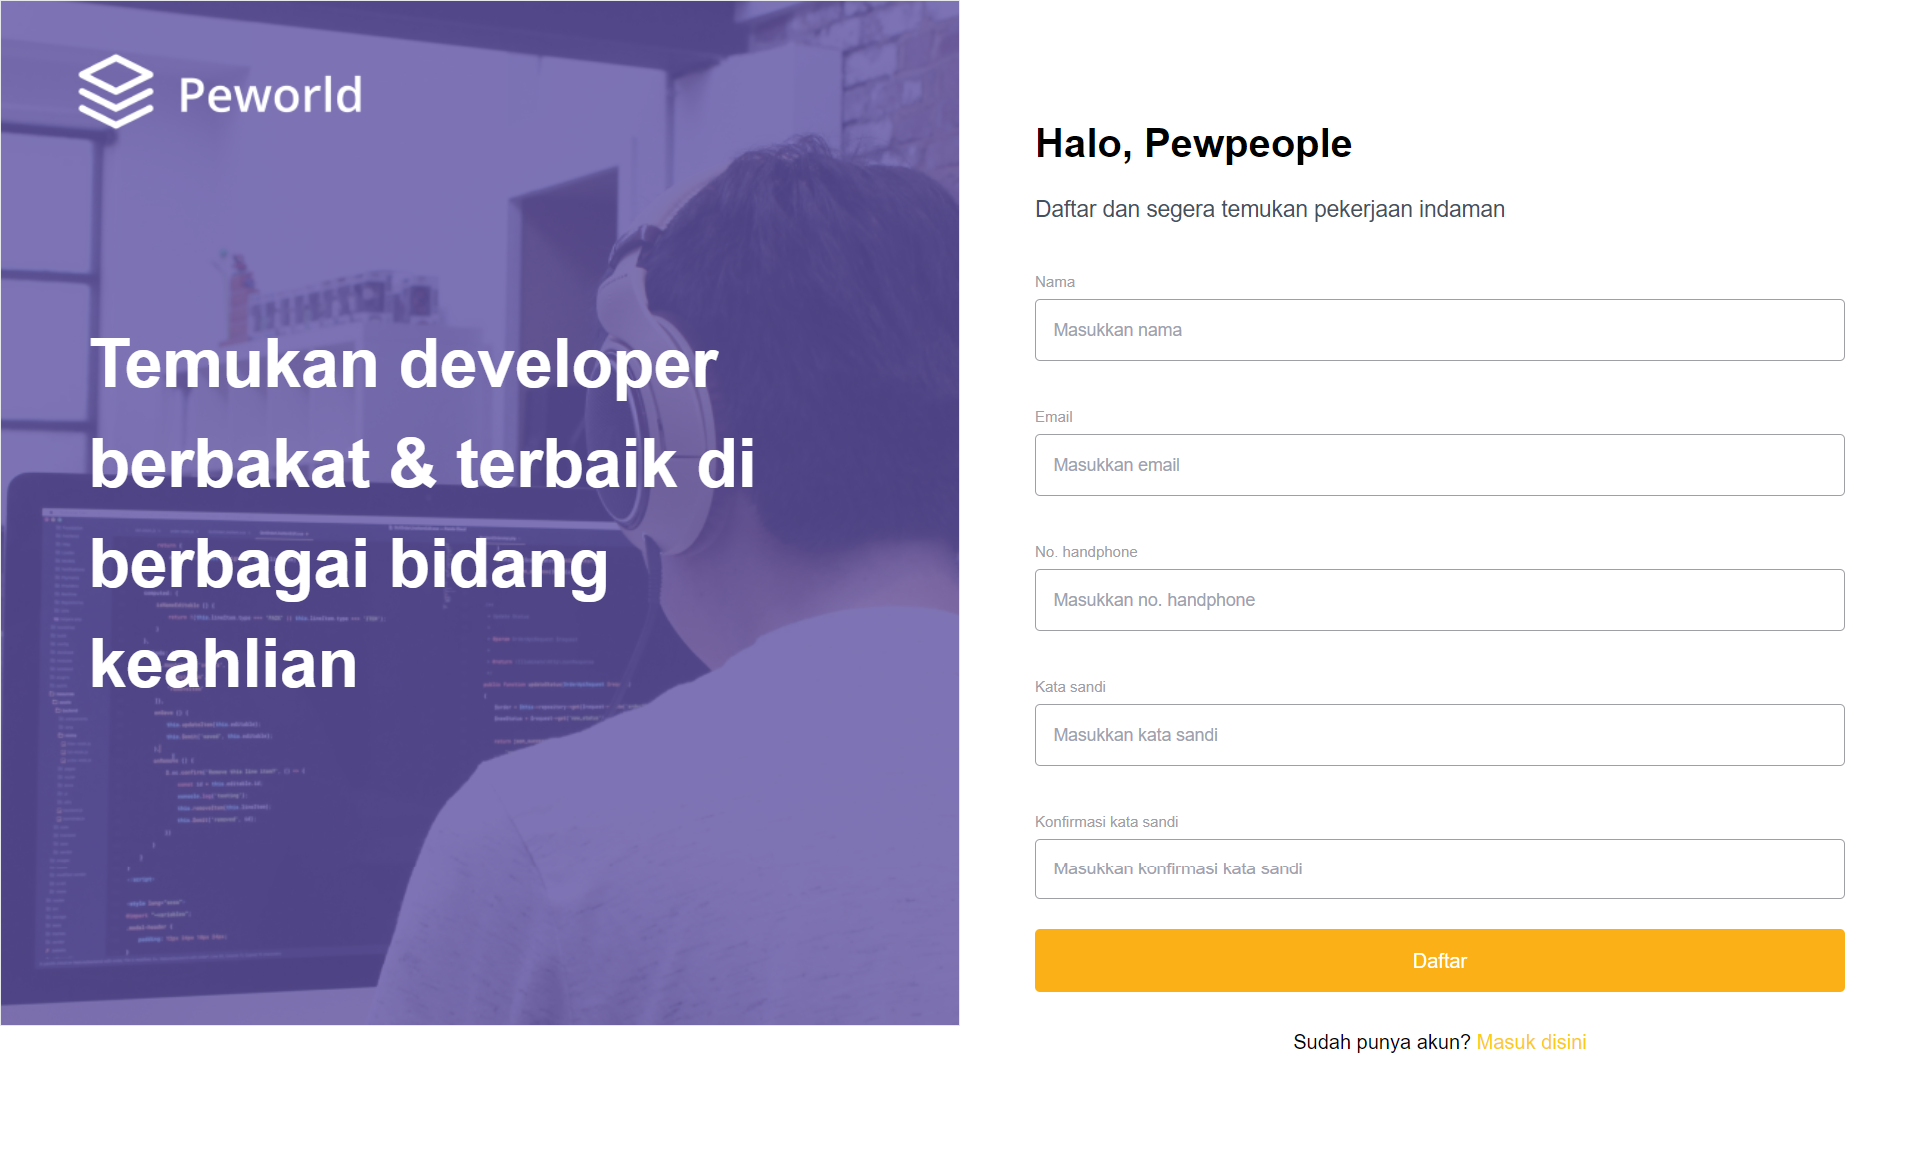 Peworld
Temukan developer
berbakat & terbaik di
berbagai bidang
keahlian
Halo, Pewpeople
Daftar dan segera temukan pekerjaan indaman
Nama
Masukkan nama
Email
Masukkan email
No. handphone
Masukkan no. handphone
Kata sandi
Masukkan kata sandi
Konfirmasi kata sandi
Masukkan konfirmasi kata sandi
Daftar
Sudah punya akun? Masuk disini